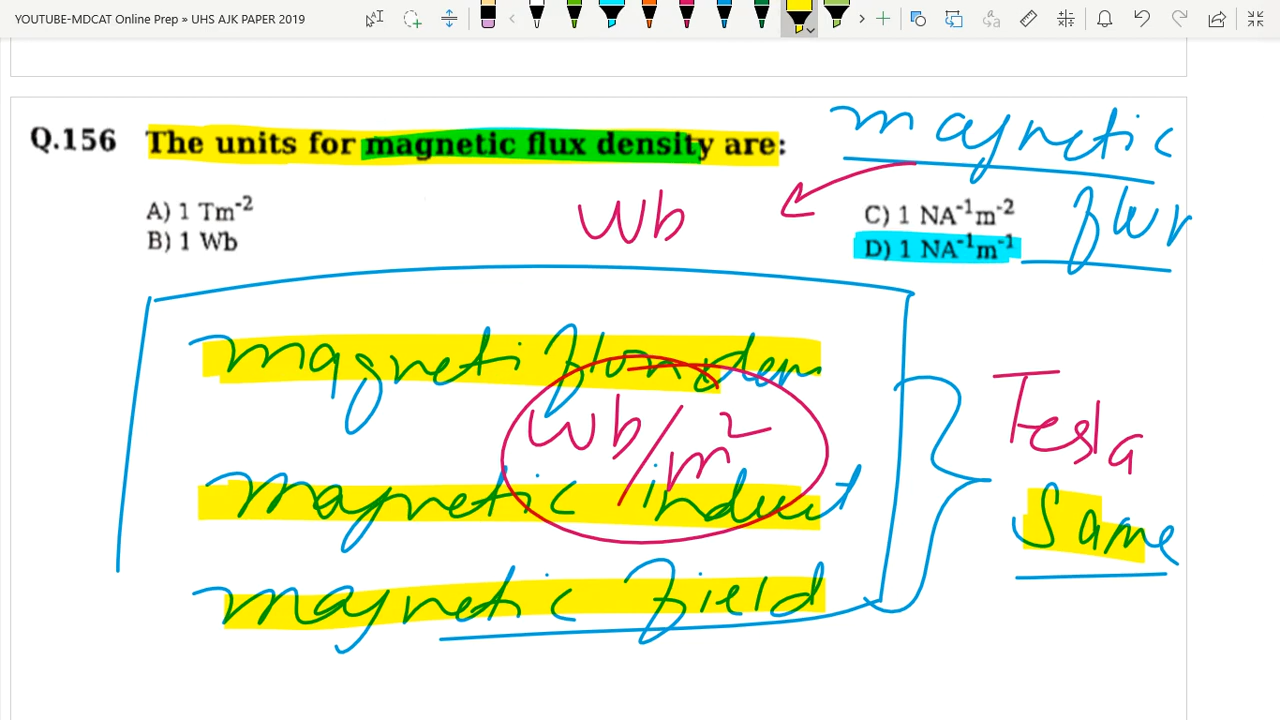 YOUTUBE-MDCAT Online Prep » UHS AJK PAPER 2019
Q.156 The units for magnetic flux density are:
magnetic
flux
A) 1 Tm⁻²
B) 1 Wb
Wb
C) 1 NA⁻¹m⁻²
D) 1 NA⁻¹m⁻¹
magneti flux den
Wb/m²
magnetic induct
magnetic field
Tesla
Same